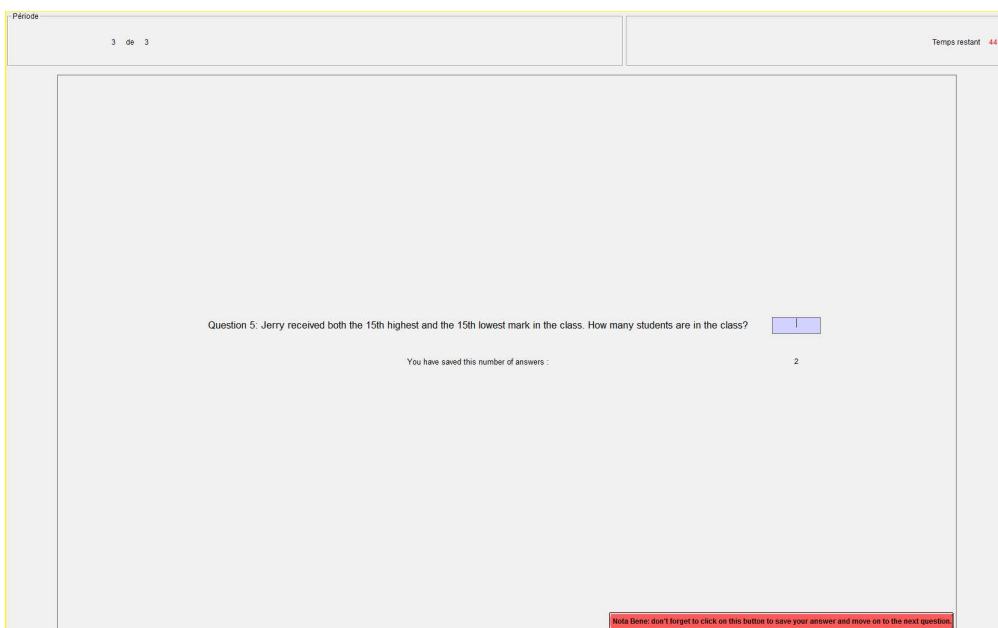 Période
3 de 3
Temps restant 44
Question 5: Jerry received both the 15th highest and the 15th lowest mark in the class. How many students are in the class?
You have saved this number of answers : 2
Nota Bene: don't forget to click on this button to save your answer and move on to the next question.